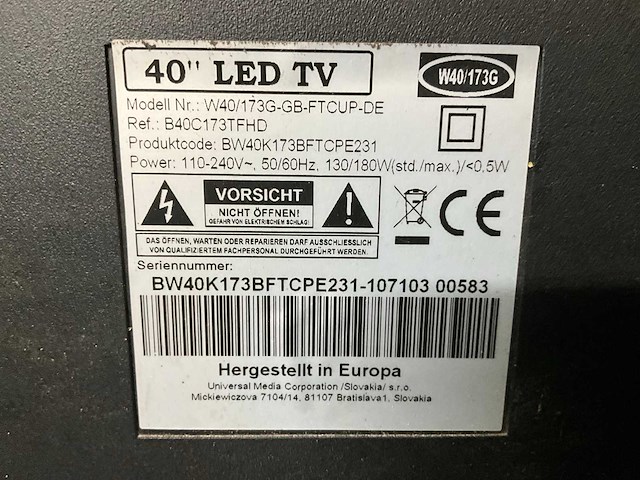 40" LED TV
W40/173G
Modell Nr.: W40/173G-GB-FTCUP-DE
Ref.: B40C173TFHD
Produktcode: BW40K173BFTCPE231
Power: 110-240V~, 50/60Hz, 130/180W(std./max.)/<0.5W
VORSICHT
NICHT ÖFFNEN!
GEFAHR VON ELEKTRISCHEM SCHLAG!
CE
DAS ÖFFNEN, WARTEN ODER REPARIEREN DARF AUSSCHLIESSLICH
VON QUALIFIZIERTEM FACHPERSONAL DURCHGEFÜHRT WERDEN.
Seriennummer:
BW40K173BFTCPE231-107103 00583
Hergestellt in Europa
Universal Media Corporation /Slovakia/ s.r.o.
Mickiewiczova 7104/14, 81107 Bratislava1, Slovakia